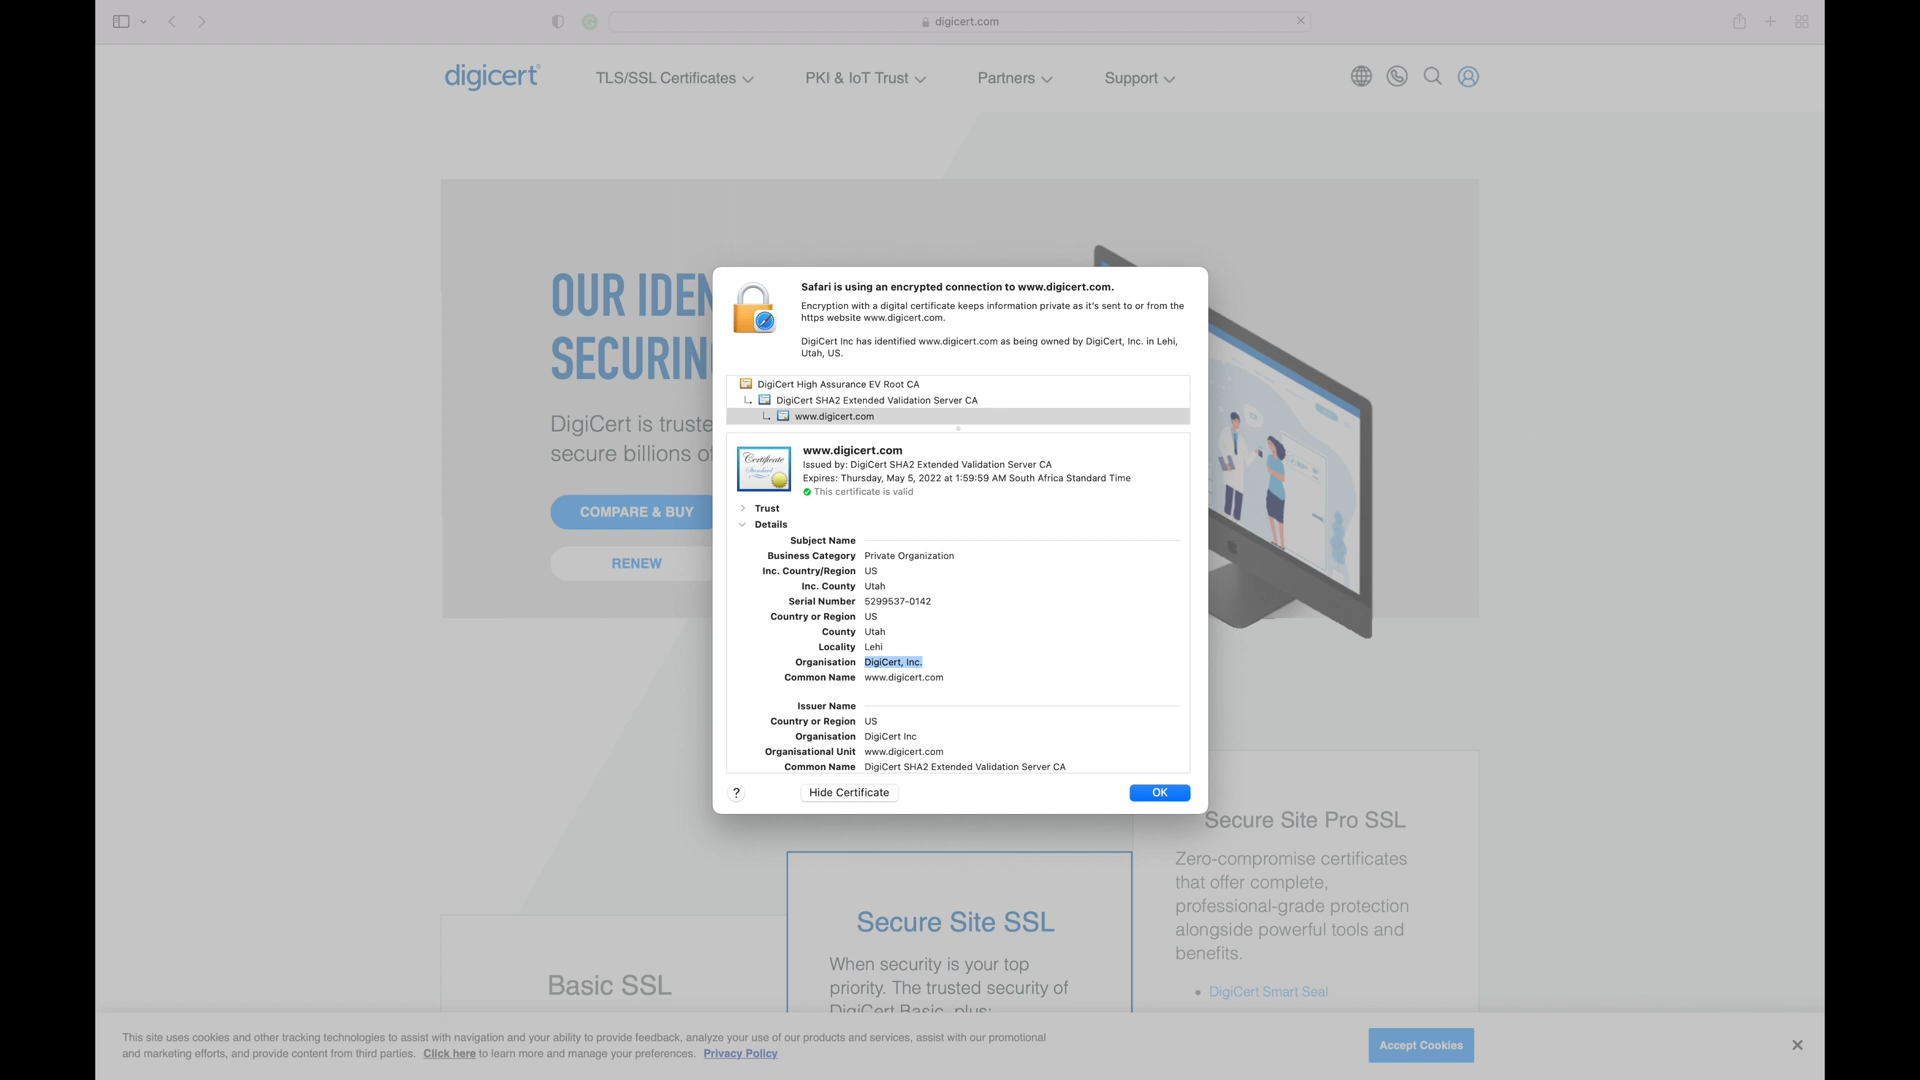 digicert.com
digicert®
TLS/SSL Certificates
PKI & IoT Trust
Partners
Support
OUR IDEN
SECURING
DigiCert is truste
secure billions o
COMPARE & BUY
RENEW
Safari is using an encrypted connection to www.digicert.com.
Encryption with a digital certificate keeps information private as it's sent to or from the
https website www.digicert.com.
DigiCert Inc has identified www.digicert.com as being owned by DigiCert, Inc. in Lehi,
Utah, US.
DigiCert High Assurance EV Root CA
DigiCert SHA2 Extended Validation Server CA
www.digicert.com
Certificate
Standard
www.digicert.com
Issued by: DigiCert SHA2 Extended Validation Server CA
Expires: Thursday, May 5, 2022 at 1:59:59 AM South Africa Standard Time
This certificate is valid
Trust
Details
Subject Name
Business Category Private Organization
Inc. Country/Region US
Inc. County Utah
Serial Number 5299537-0142
Country or Region US
County Utah
Locality Lehi
Organisation DigiCert, Inc.
Common Name www.digicert.com
Issuer Name
Country or Region US
Organisation DigiCert Inc
Organisational Unit www.digicert.com
Common Name DigiCert SHA2 Extended Validation Server CA
? Hide Certificate OK
Basic SSL
Secure Site SSL
When security is your top
priority. The trusted security of
DigiCert Basic, plus:
Secure Site Pro SSL
Zero-compromise certificates
that offer complete,
professional-grade protection
alongside powerful tools and
benefits.
• DigiCert Smart Seal
This site uses cookies and other tracking technologies to assist with navigation and your ability to provide feedback, analyze your use of our products and services, assist with our promotional
and marketing efforts, and provide content from third parties. Click here to learn more and manage your preferences. Privacy Policy
Accept Cookies